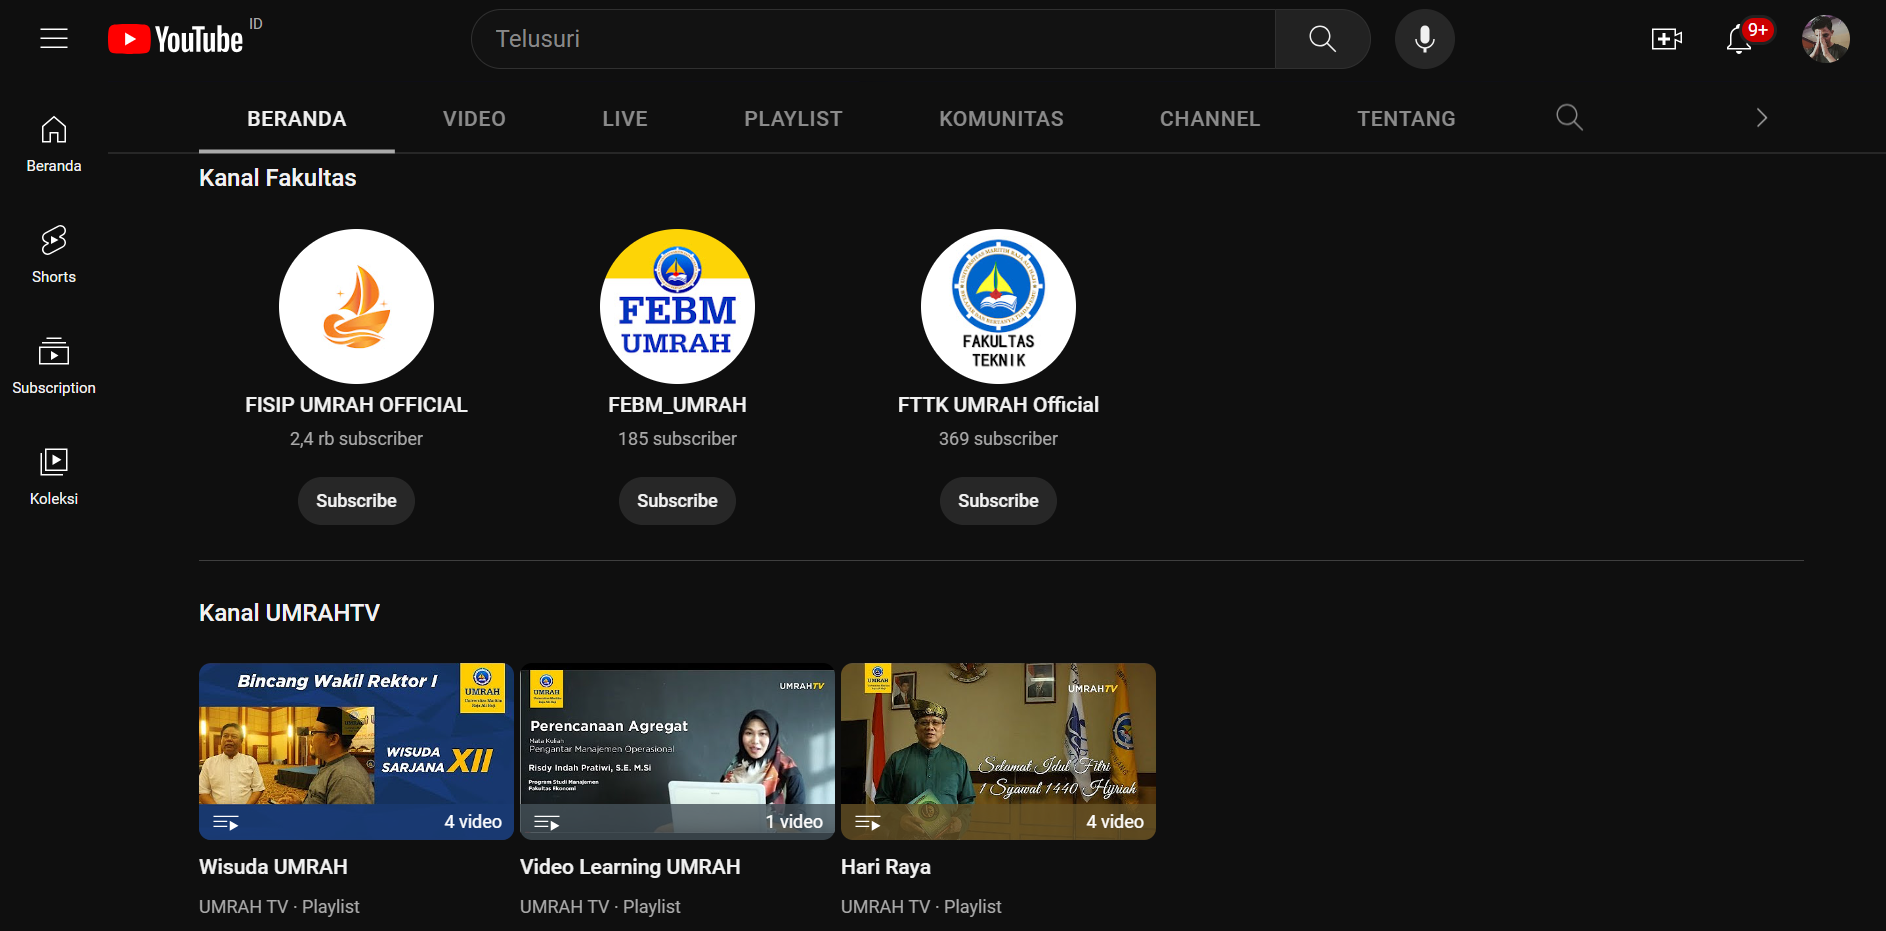 YouTube ID
Telusuri
9+
BERANDA VIDEO LIVE PLAYLIST KOMUNITAS CHANNEL TENTANG
Beranda
Shorts
Subscription
Koleksi
Kanal Fakultas
FEBM
UMRAH
FAKULTAS
TEKNIK
FISIP UMRAH OFFICIAL
2,4 rb subscriber
Subscribe
FEBM_UMRAH
185 subscriber
Subscribe
FTTK UMRAH Official
369 subscriber
Subscribe
Kanal UMRAHTV
Bincang Wakil Rektor I
UMRAH
WISUDA
SARJANA XII
4 video
Wisuda UMRAH
UMRAH TV · Playlist
UMRAH
UMRAHTV
Perencanaan Agregat
Mata Kuliah
Pengantar Manajemen Operasional
Risdy Indah Pratiwi, S.E. M.Si
Program Studi Manajemen
Fakultas Ekonomi
1 video
Video Learning UMRAH
UMRAH TV · Playlist
UMRAH
UMRAHTV
Selamat Idul Fitri
1 Syawal 1440 Hijriah
4 video
Hari Raya
UMRAH TV · Playlist